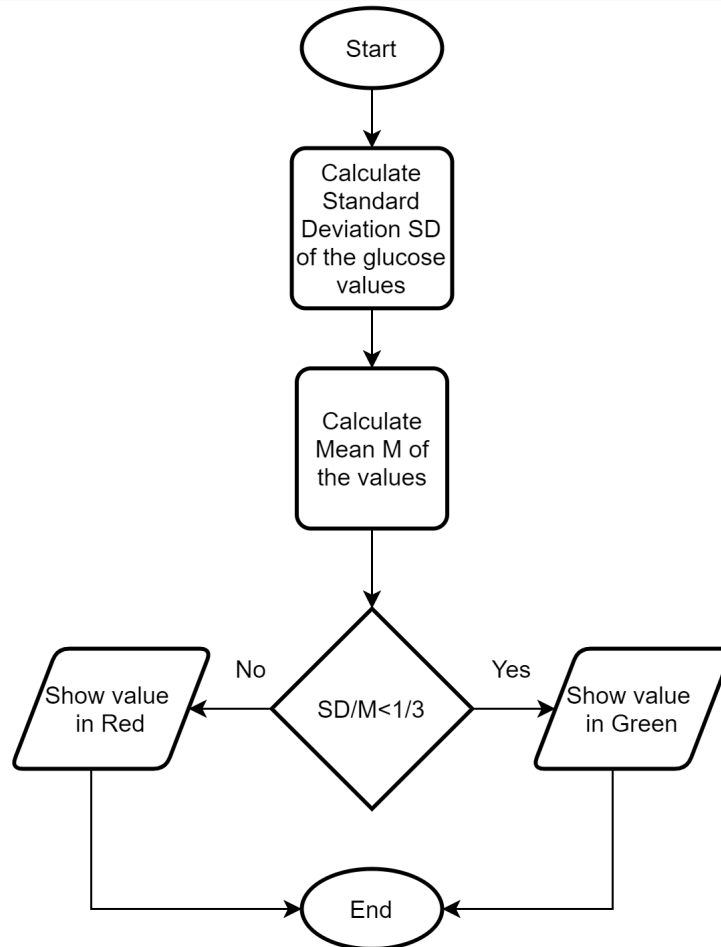 Start
Calculate
Standard
Deviation SD
of the glucose
values
Calculate
Mean M of
the values
No
Yes
Show value
in Red
SD/M<1/3
Show value
in Green
End